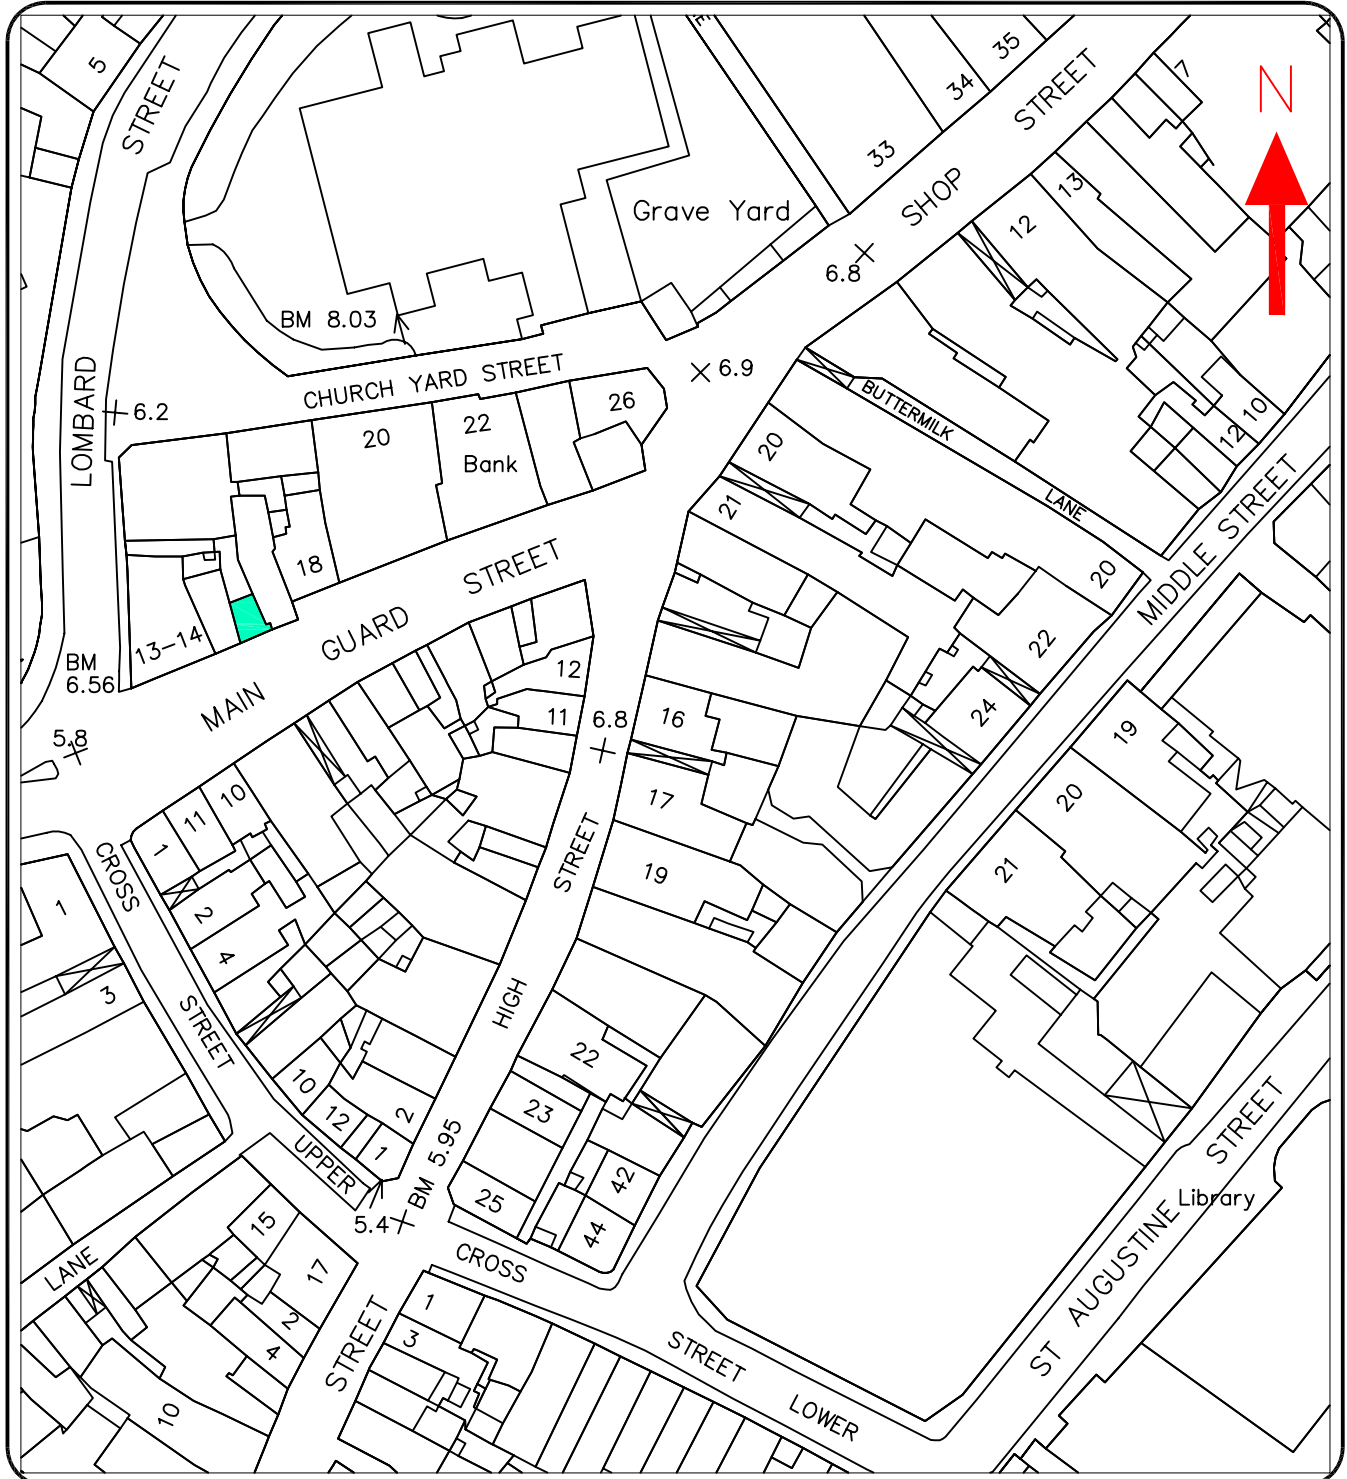 5
STREET
35
34
33
STREET
SHOP
7
N
13
12
Grave Yard
6.8
BM 8.03
CHURCH YARD STREET
6.9
LOMBARD
6.2
20
22
Bank
26
BUTTERMILK
LANE
20
21
10
12
MIDDLE STREET
18
STREET
GUARD
MAIN
13-14
BM
6.56
5.8
20
22
24
12
11
6.8
16
17
19
19
20
21
10
11
1
CROSS
2
4
1
3
STREET
STREET
HIGH
22
23
25
42
44
10
12
1
2
UPPER
BM 5.95
5.4
CROSS
STREET
LOWER
STREET
ST AUGUSTINE
Library
LANE
15
17
2
4
10
STREET
1
3